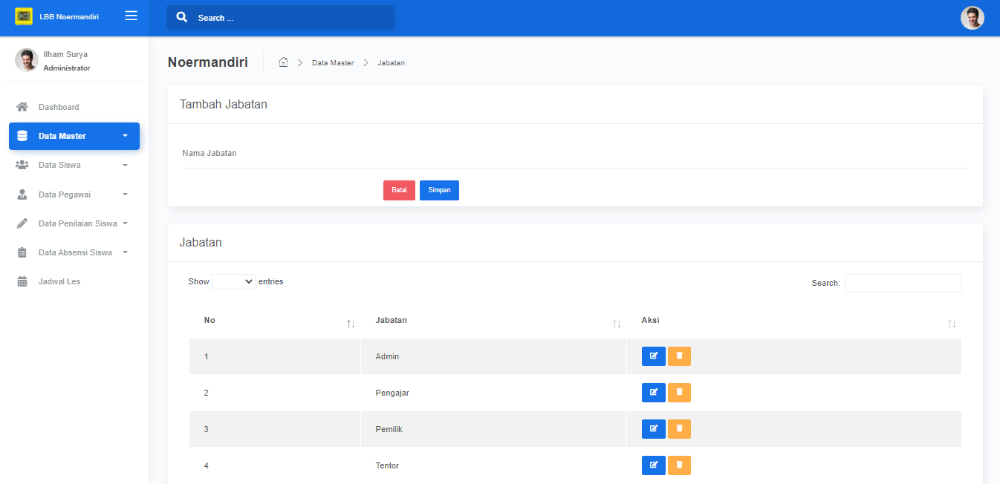 LBB Noermandiri
Search ...
Ilham Surya
Administrator
Dashboard
Data Master
Data Siswa
Data Pegawai
Data Penilaian Siswa
Data Absensi Siswa
Jadwal Les
Noermandiri
Data Master
Jabatan
Tambah Jabatan
Nama Jabatan
Batal
Simpan
Jabatan
Show entries
Search:
No Jabatan Aksi
1 Admin
2 Pengajar
3 Pemilik
4 Tentor